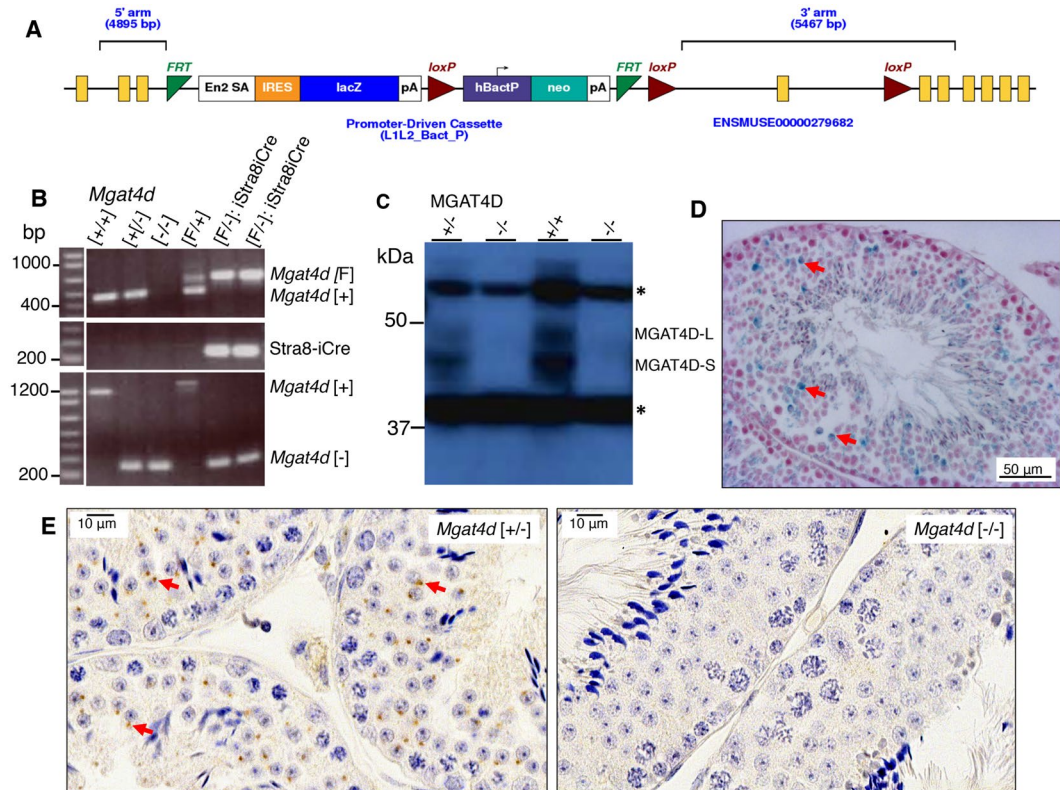 A
5' arm
(4895 bp)
3' arm
(5467 bp)
FRT
loxP
FRT
loxP
loxP
En2 SA
IRES
lacZ
pA
hBactP
neo
pA
Promoter-Driven Cassette
(L1L2_Bact_P)
ENSMUSE00000279682
B
Mgat4d
[+/+]
[+[/-]
[-/-]
[F/+]
[F/-]: iStra8iCre
[F/-]: iStra8iCre
bp
1000
400
Mgat4d [F]
Mgat4d [+]
200
Stra8-iCre
1200
200
Mgat4d [+]
Mgat4d [-]
C
MGAT4D
+/-
-/-
+/+
-/-
kDa
50
37
*
MGAT4D-L
MGAT4D-S
*
D
50 µm
E
10 µm
Mgat4d [+/-]
10 µm
Mgat4d [-/-]